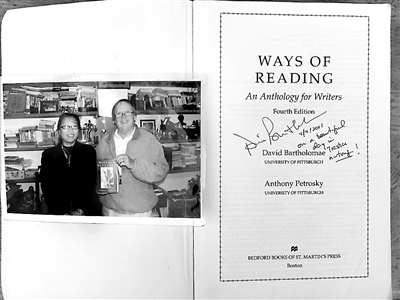 WAYS OF
READING
An Anthology for Writers
Fourth Edition
on a beautiful
day in
David Bartholomae
UNIVERSITY OF PITTSBURGH
Anthony Petrosky
UNIVERSITY OF PITTSBURGH
BEDFORD BOOKS OF ST. MARTIN'S PRESS
Boston